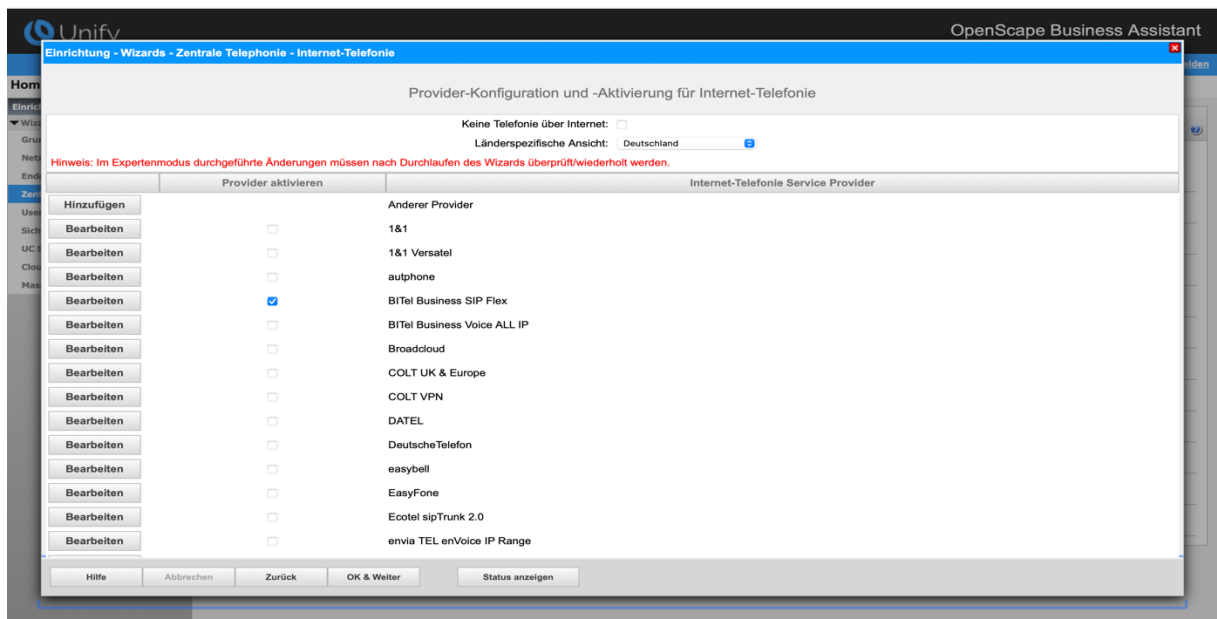 Unify
OpenScape Business Assistant
Einrichtung - Wizards - Zentrale Telephonie - Internet-Telefonie
Provider-Konfiguration und -Aktivierung für Internet-Telefonie
Keine Telefonie über Internet:
Länderspezifische Ansicht: Deutschland
Hinweis: Im Expertenmodus durchgeführte Änderungen müssen nach Durchlaufen des Wizards überprüft/wiederholt werden.
Provider aktivieren Internet-Telefonie Service Provider
Hinzufügen Anderer Provider
Bearbeiten 1&1
Bearbeiten 1&1 Versatel
Bearbeiten autphone
Bearbeiten BITel Business SIP Flex
Bearbeiten BITel Business Voice ALL IP
Bearbeiten Broadcloud
Bearbeiten COLT UK & Europe
Bearbeiten COLT VPN
Bearbeiten DATEL
Bearbeiten DeutscheTelefon
Bearbeiten easybell
Bearbeiten EasyFone
Bearbeiten Ecotel sipTrunk 2.0
Bearbeiten envia TEL enVoice IP Range
Hilfe Abbrechen Zurück OK & Weiter Status anzeigen